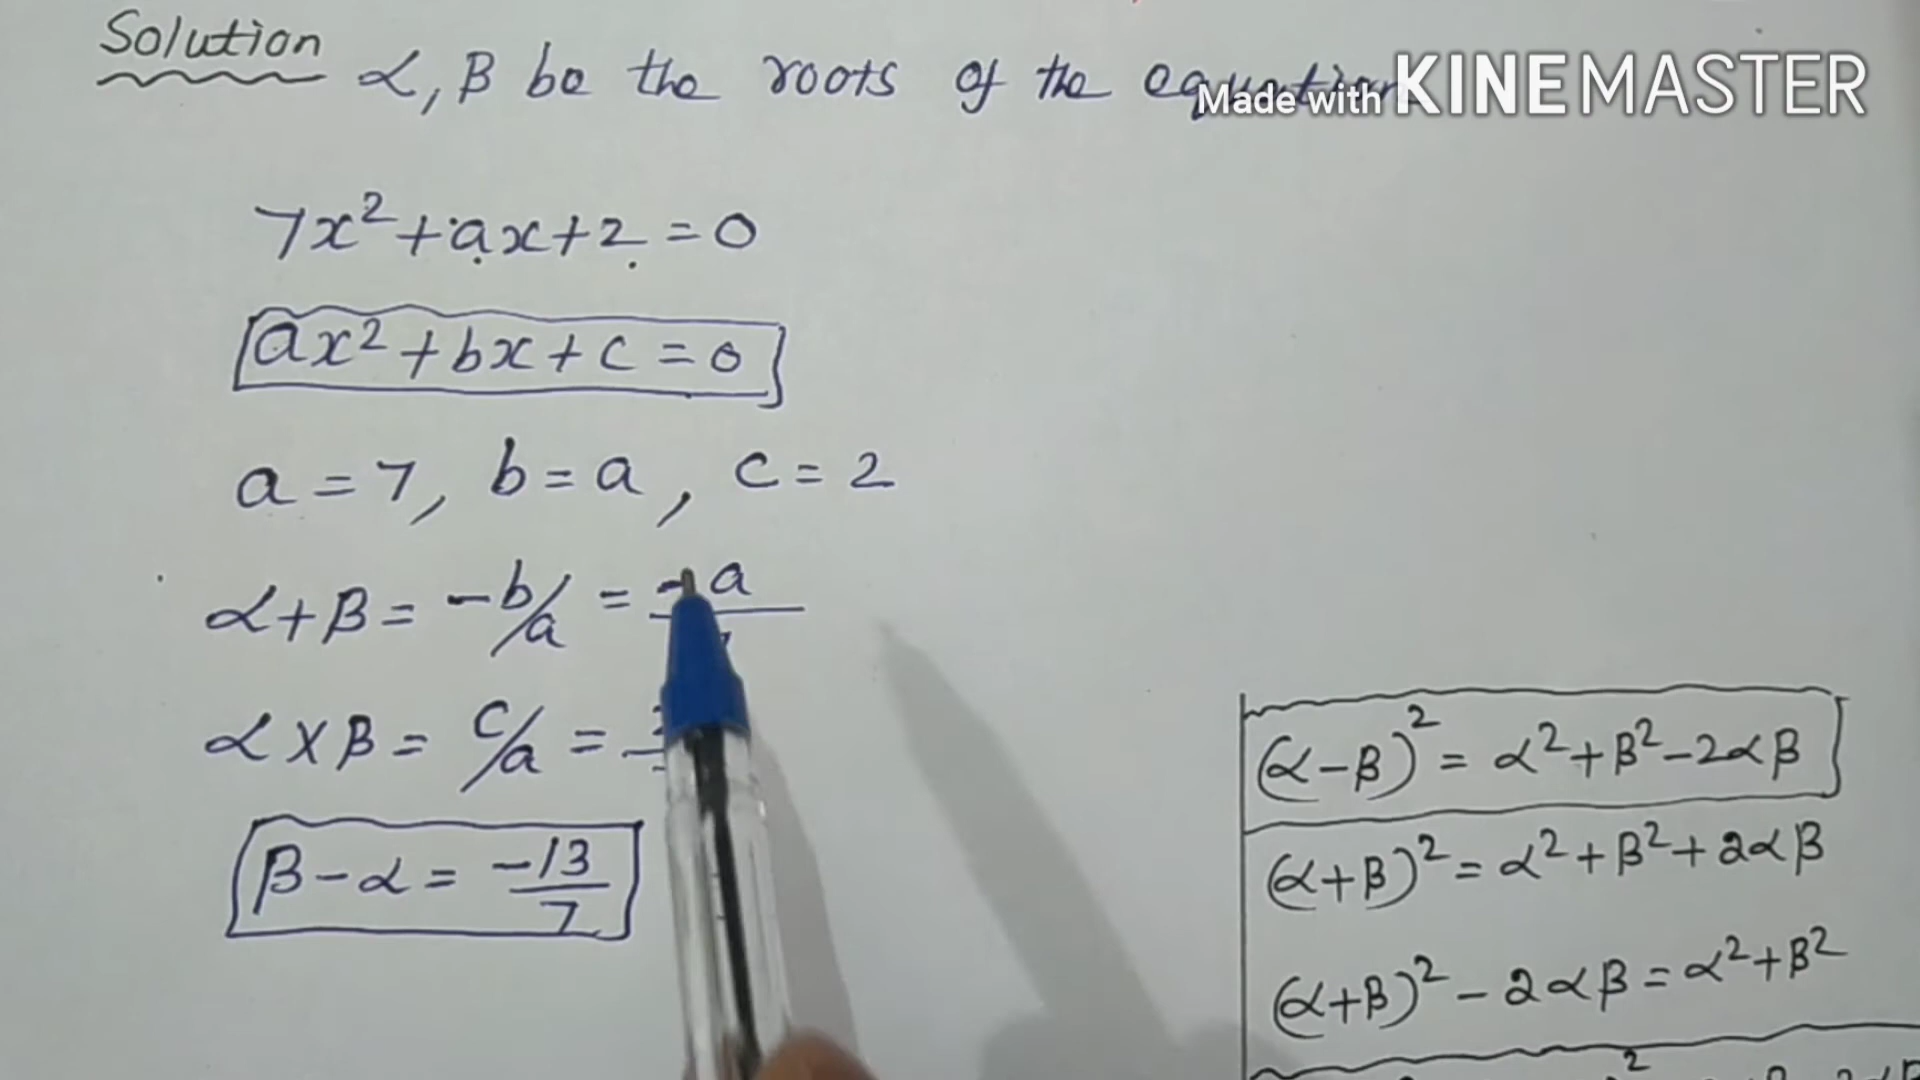 Solution α, β be the roots of the equation
Made with KINEMASTER
7x² + ax + 2 = 0
ax² + bx + c = 0
a = 7, b = a, c = 2
α + β = -b/a = -a
α × β = c/a =
β - α = -13/7
(α - β)² = α² + β² - 2αβ
(α + β)² = α² + β² + 2αβ
(α + β)² - 2αβ = α² + β²